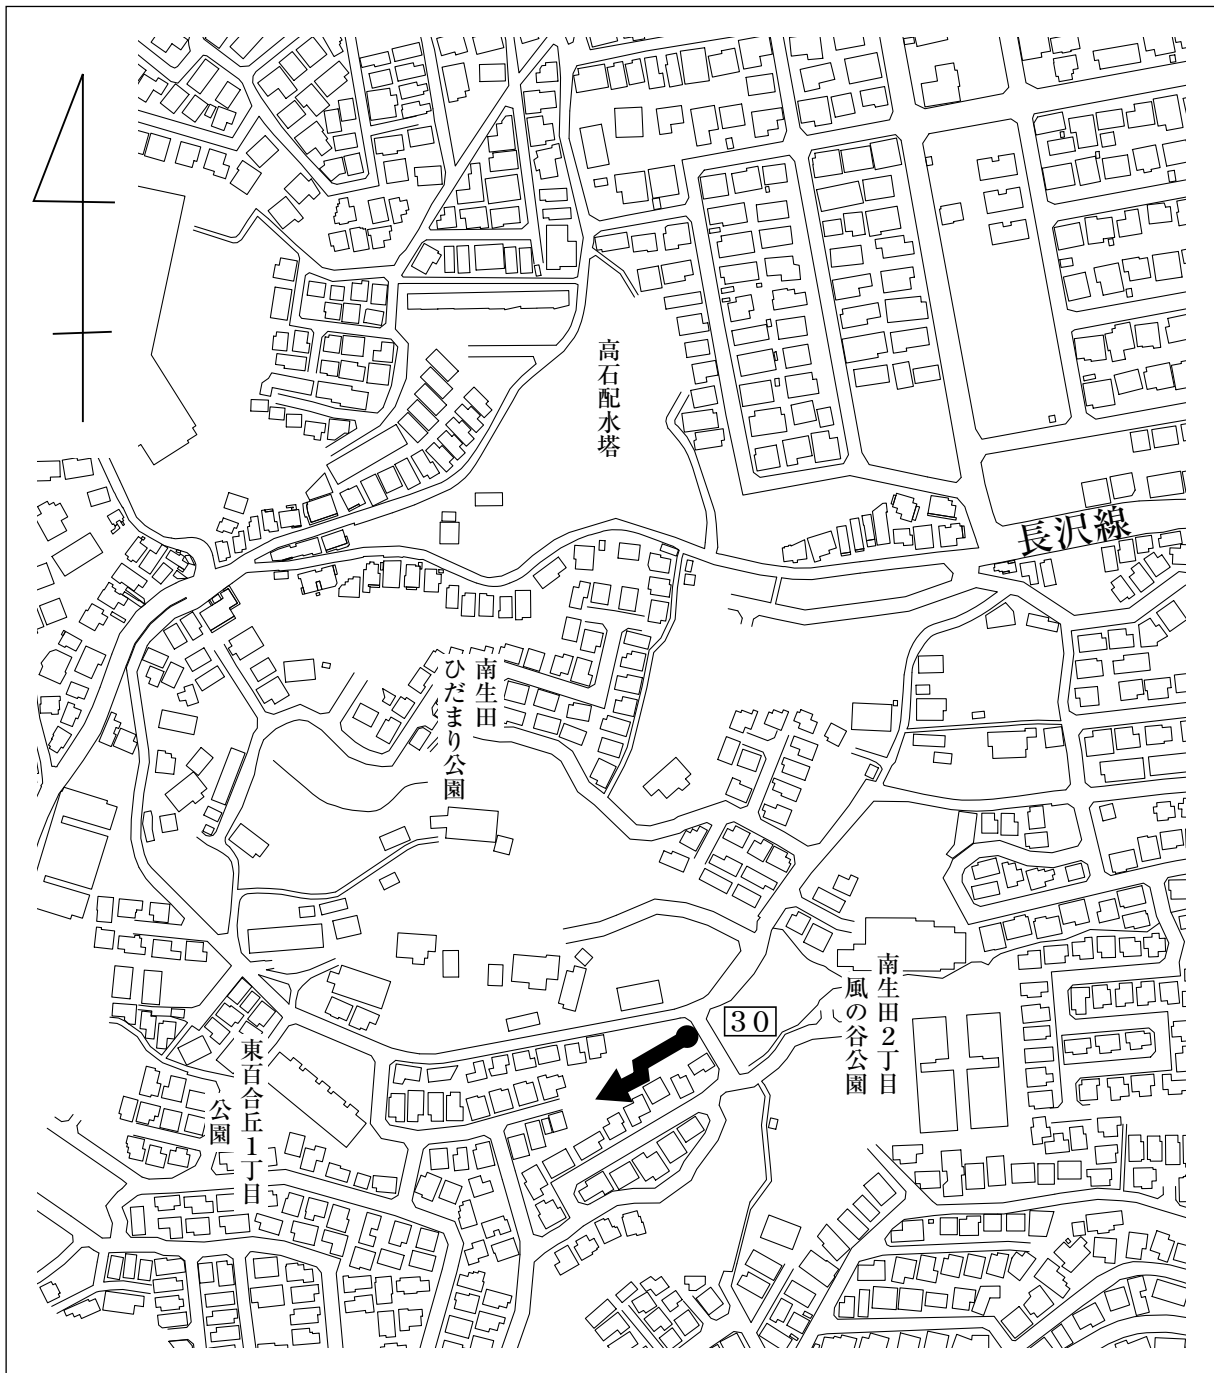 高石配水塔
長沢線
南生田
ひだまり公園
30
南生田2丁目
風の谷公園
東百合丘1丁目
公園